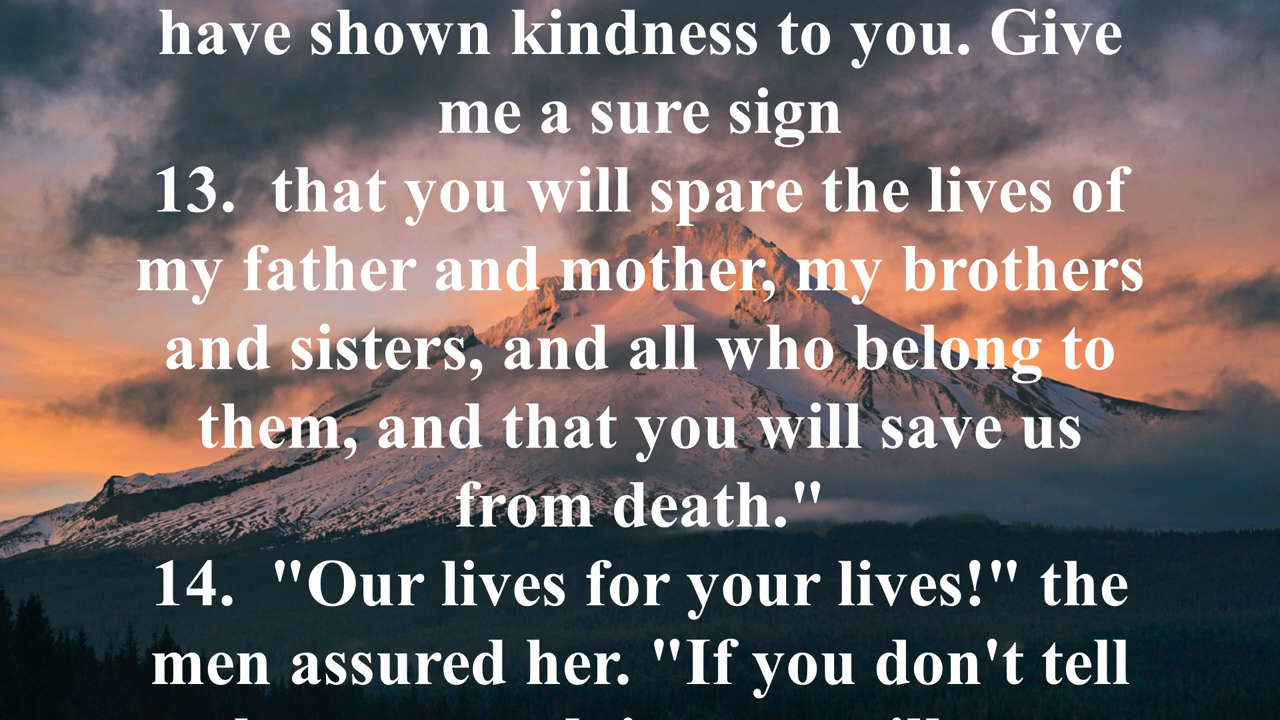 have shown kindness to you. Give
me a sure sign
13. that you will spare the lives of
my father and mother, my brothers
and sisters, and all who belong to
them, and that you will save us
from death."
14. "Our lives for your lives!" the
men assured her. "If you don't tell